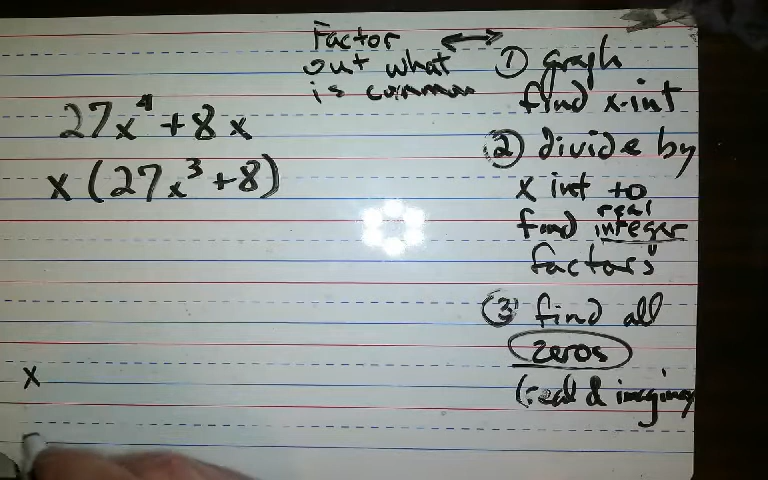 Factor
out what
is common
27x⁴ + 8x
x (27x³ + 8)
x
① graph
find x-int
② divide by
x int to
find real integer
factors
③ find all
zeros
(real &